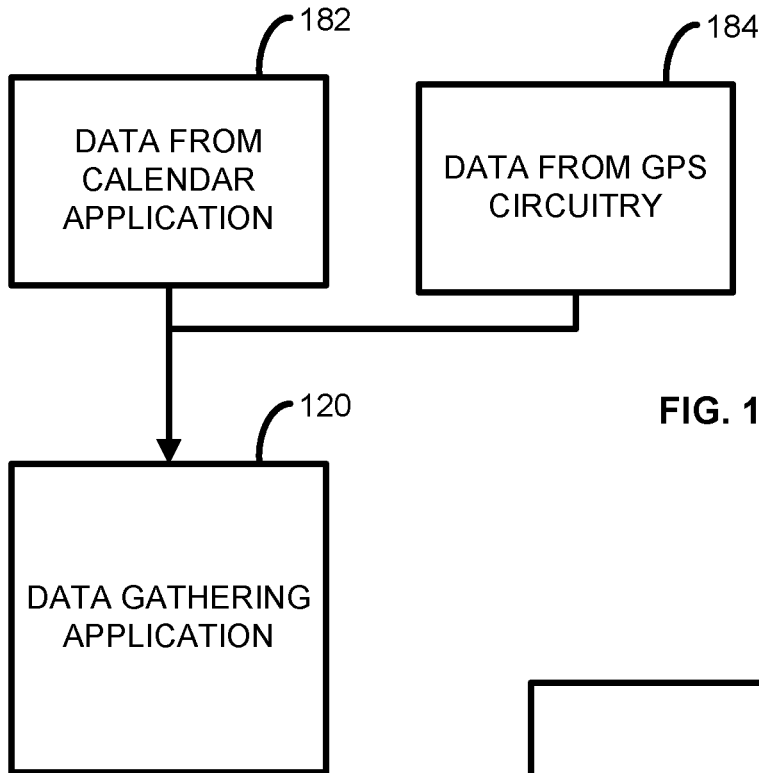 182
184
DATA FROM
CALENDAR
APPLICATION
DATA FROM GPS
CIRCUITRY
120
FIG. 1
DATA GATHERING
APPLICATION